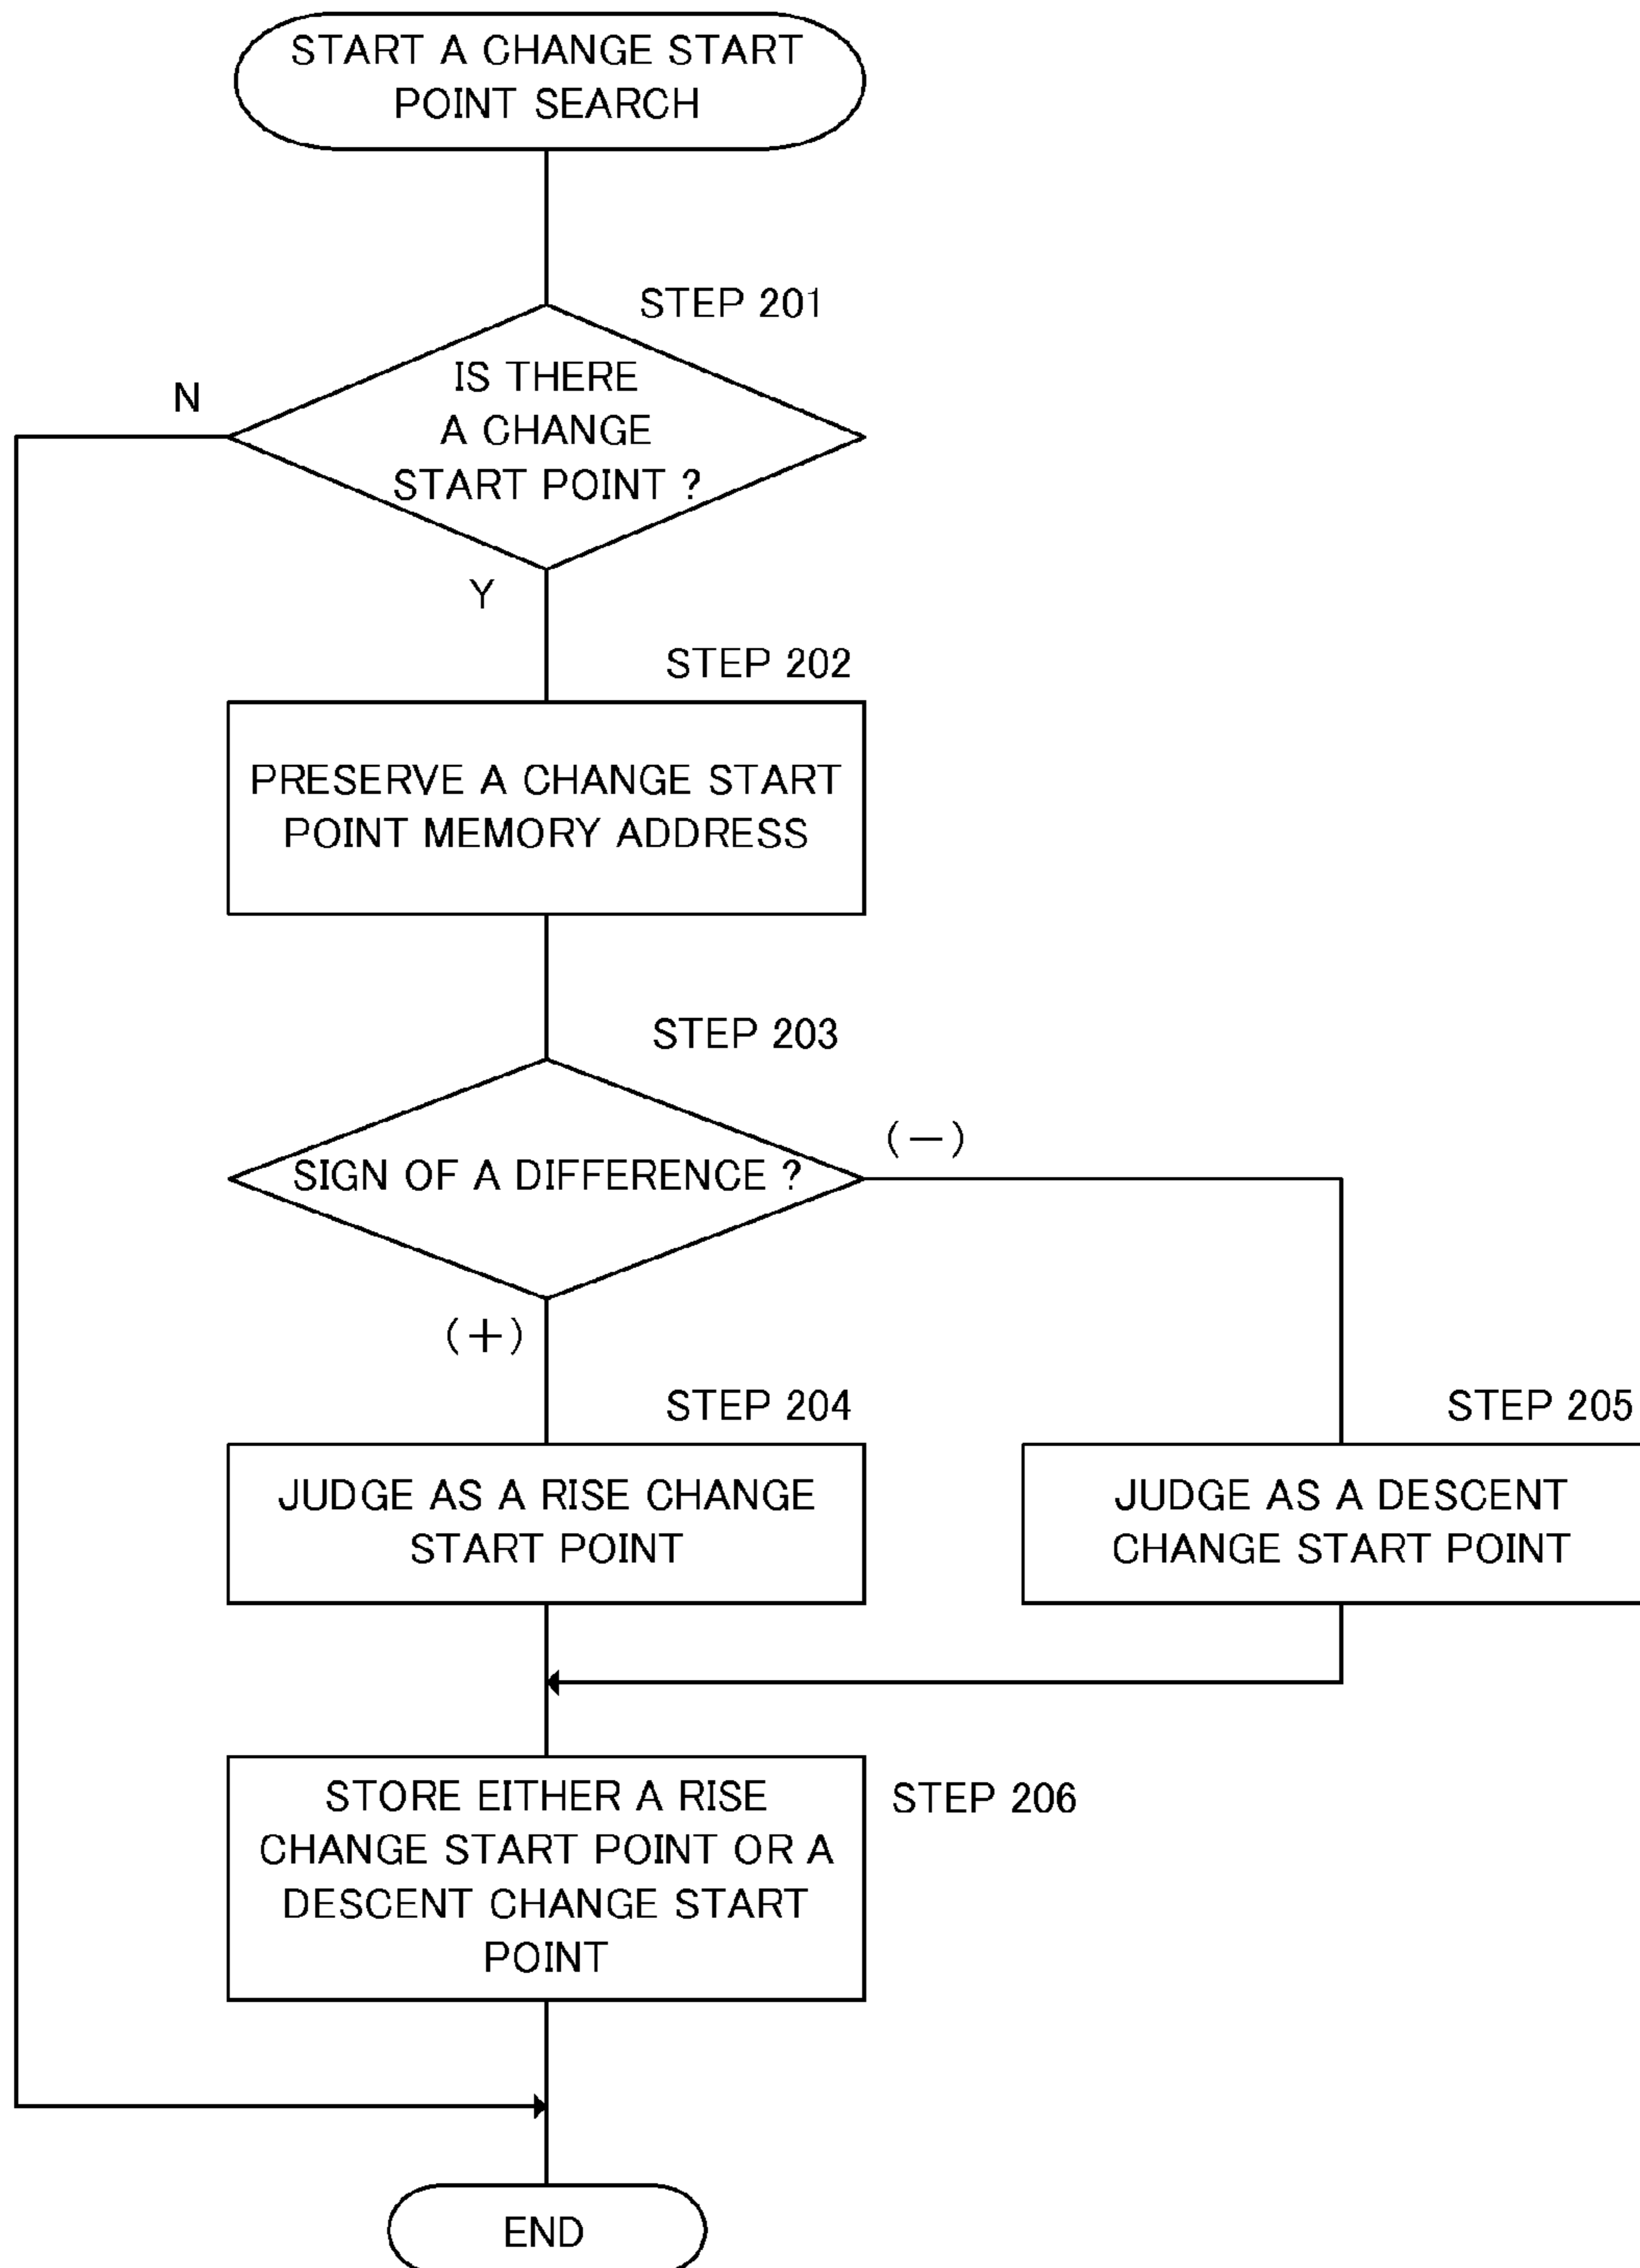 START A CHANGE START
POINT SEARCH
STEP 201
IS THERE
A CHANGE
START POINT ?
N
Y
STEP 202
PRESERVE A CHANGE START
POINT MEMORY ADDRESS
STEP 203
SIGN OF A DIFFERENCE ?
(－)
(＋)
STEP 204
JUDGE AS A RISE CHANGE
START POINT
STEP 205
JUDGE AS A DESCENT
CHANGE START POINT
STORE EITHER A RISE
CHANGE START POINT OR A
DESCENT CHANGE START
POINT
STEP 206
END